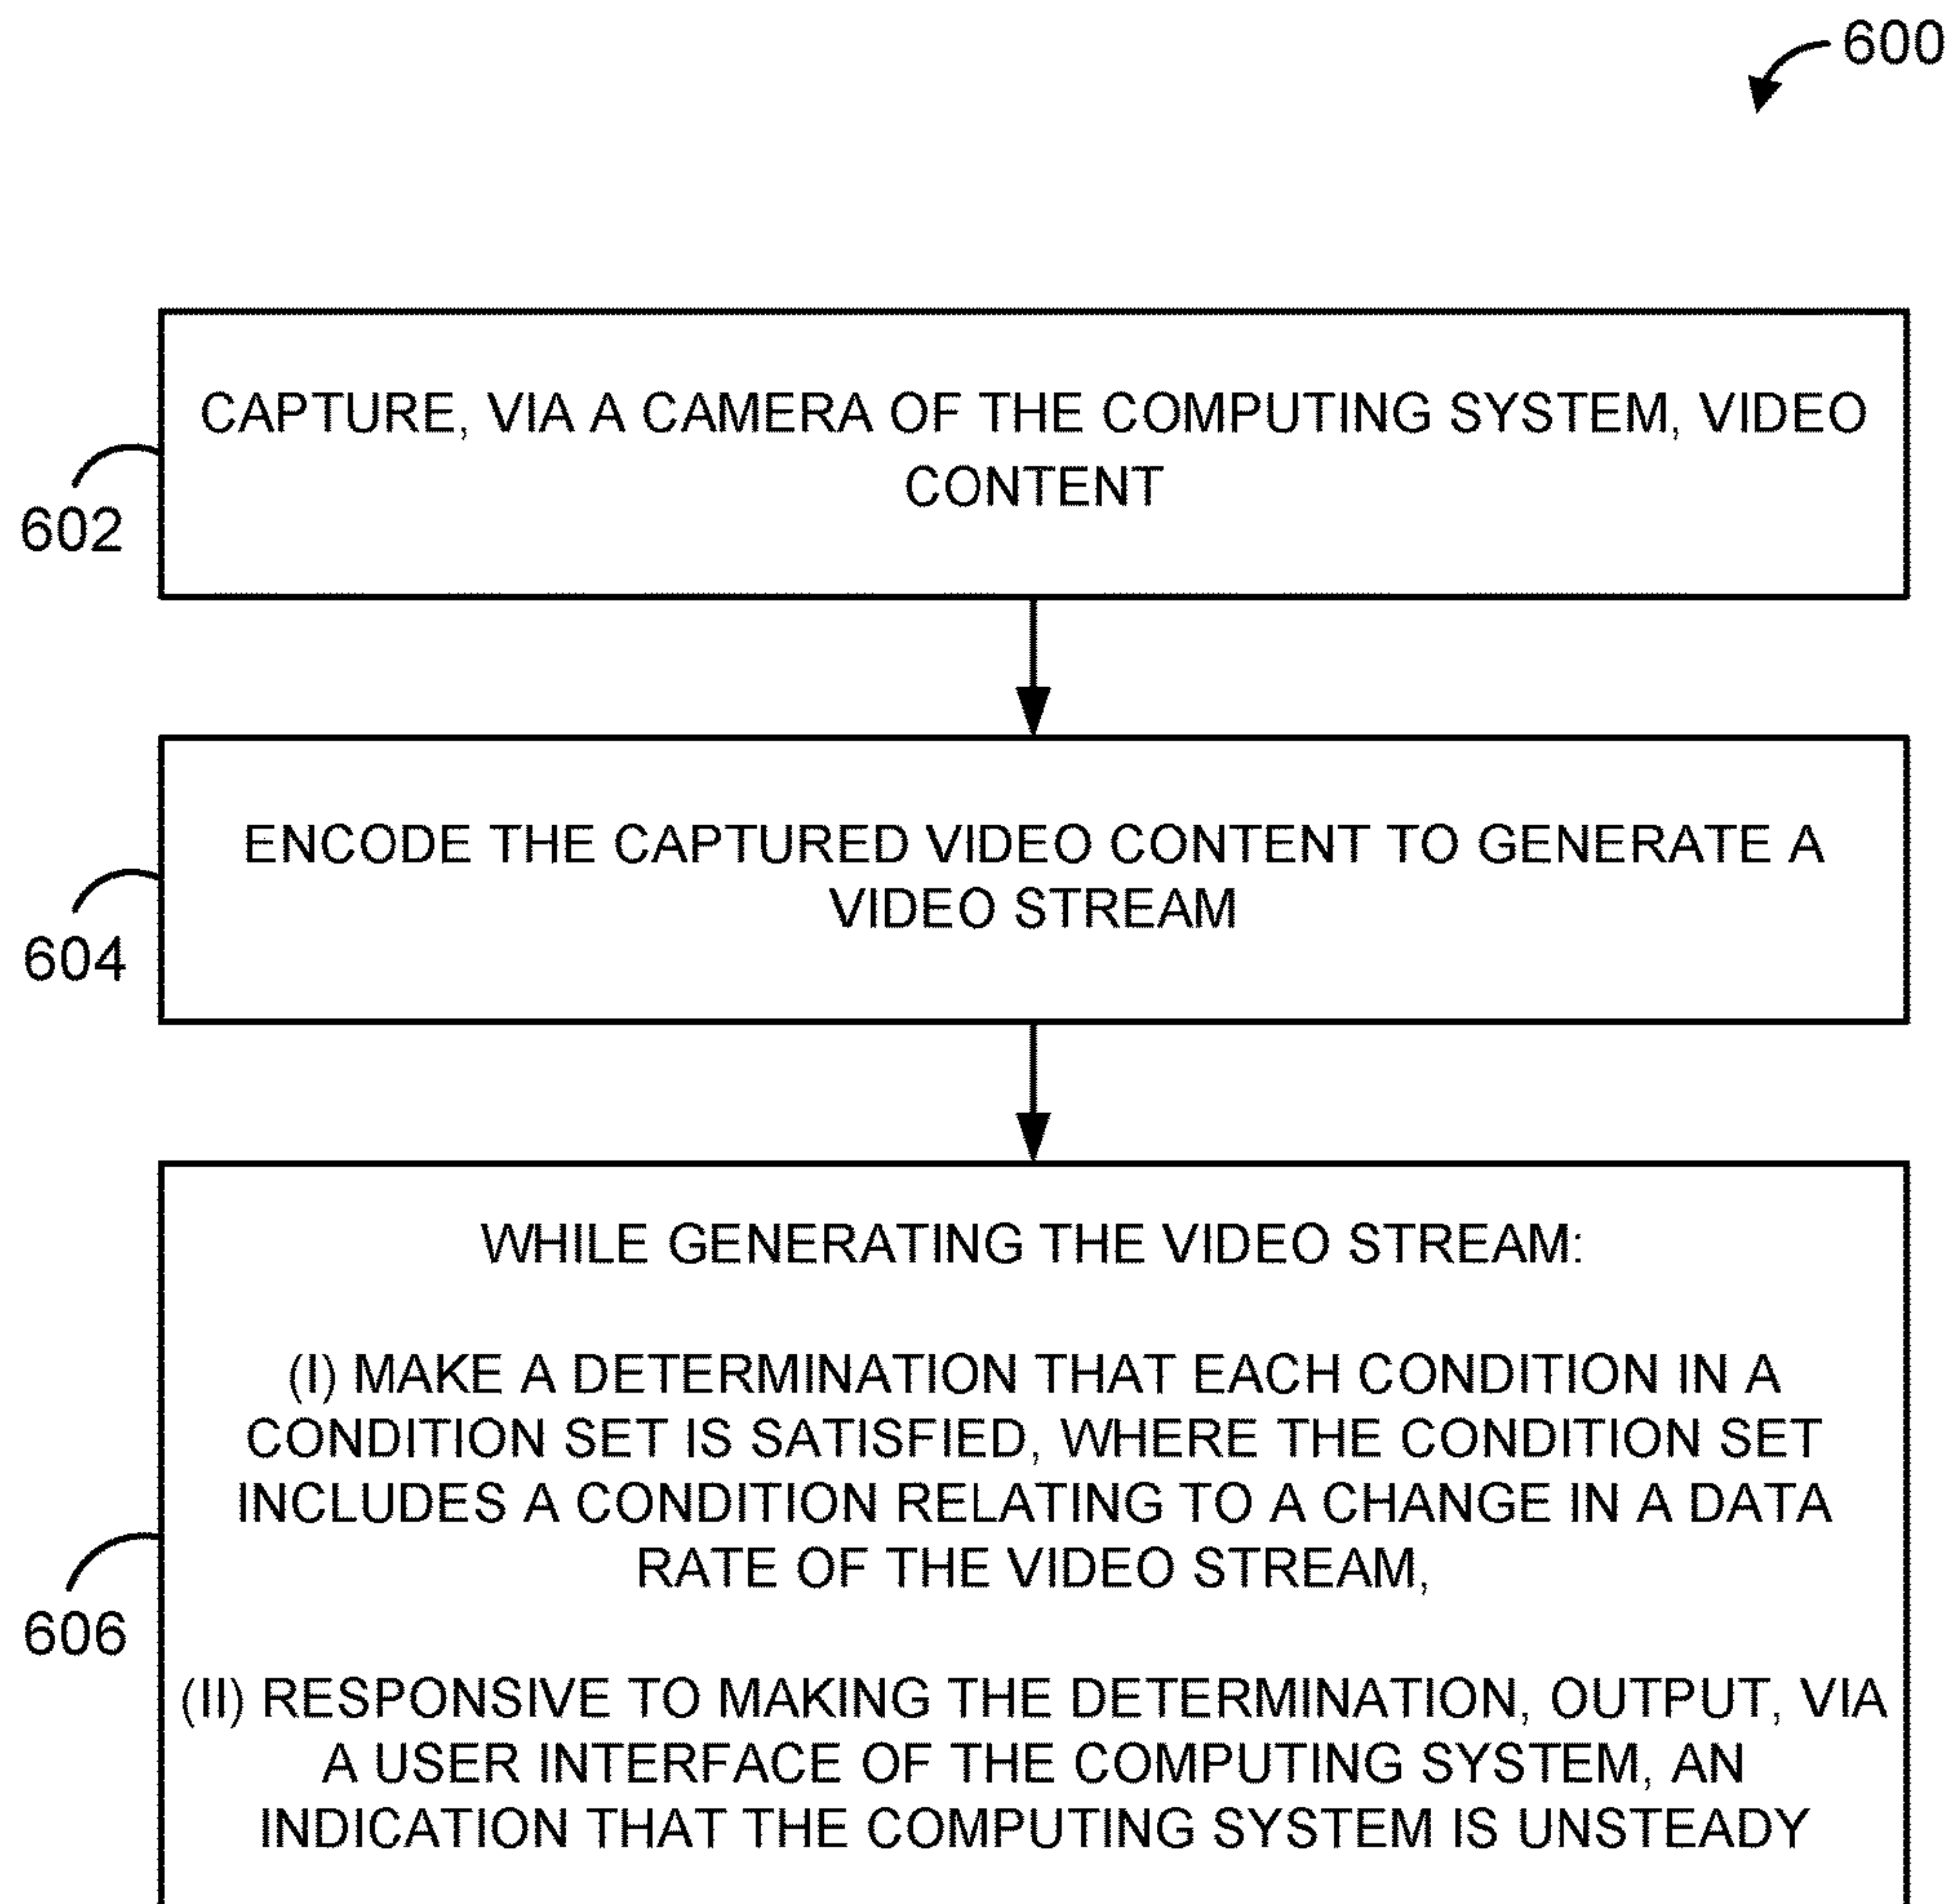 600
CAPTURE, VIA A CAMERA OF THE COMPUTING SYSTEM, VIDEO
CONTENT
602
ENCODE THE CAPTURED VIDEO CONTENT TO GENERATE A
VIDEO STREAM
604
WHILE GENERATING THE VIDEO STREAM:
(I) MAKE A DETERMINATION THAT EACH CONDITION IN A
CONDITION SET IS SATISFIED, WHERE THE CONDITION SET
INCLUDES A CONDITION RELATING TO A CHANGE IN A DATA
RATE OF THE VIDEO STREAM,
606
(II) RESPONSIVE TO MAKING THE DETERMINATION, OUTPUT, VIA
A USER INTERFACE OF THE COMPUTING SYSTEM, AN
INDICATION THAT THE COMPUTING SYSTEM IS UNSTEADY